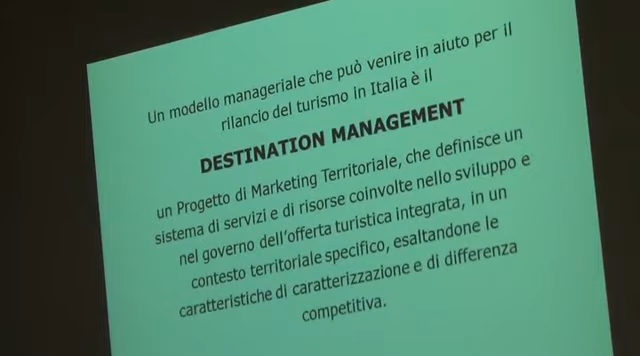 Un modello manageriale che può venire in aiuto per il
rilancio del turismo in Italia è il
DESTINATION MANAGEMENT
un Progetto di Marketing Territoriale, che definisce un
sistema di servizi e di risorse coinvolte nello sviluppo e
nel governo dell'offerta turistica integrata, in un
contesto territoriale specifico, esaltandone le
caratteristiche di caratterizzazione e di differenza
competitiva.